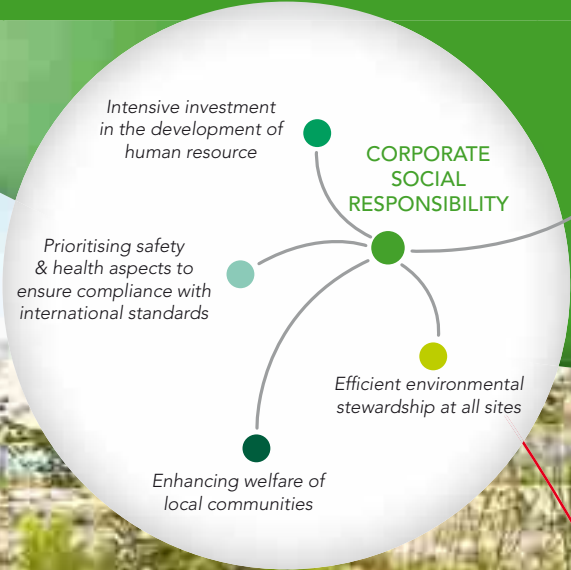 Intensive investment
in the development of
human resource
CORPORATE
SOCIAL
RESPONSIBILITY
Prioritising safety
& health aspects to
ensure compliance with
international standards
Efficient environmental
stewardship at all sites
Enhancing welfare of
local communities